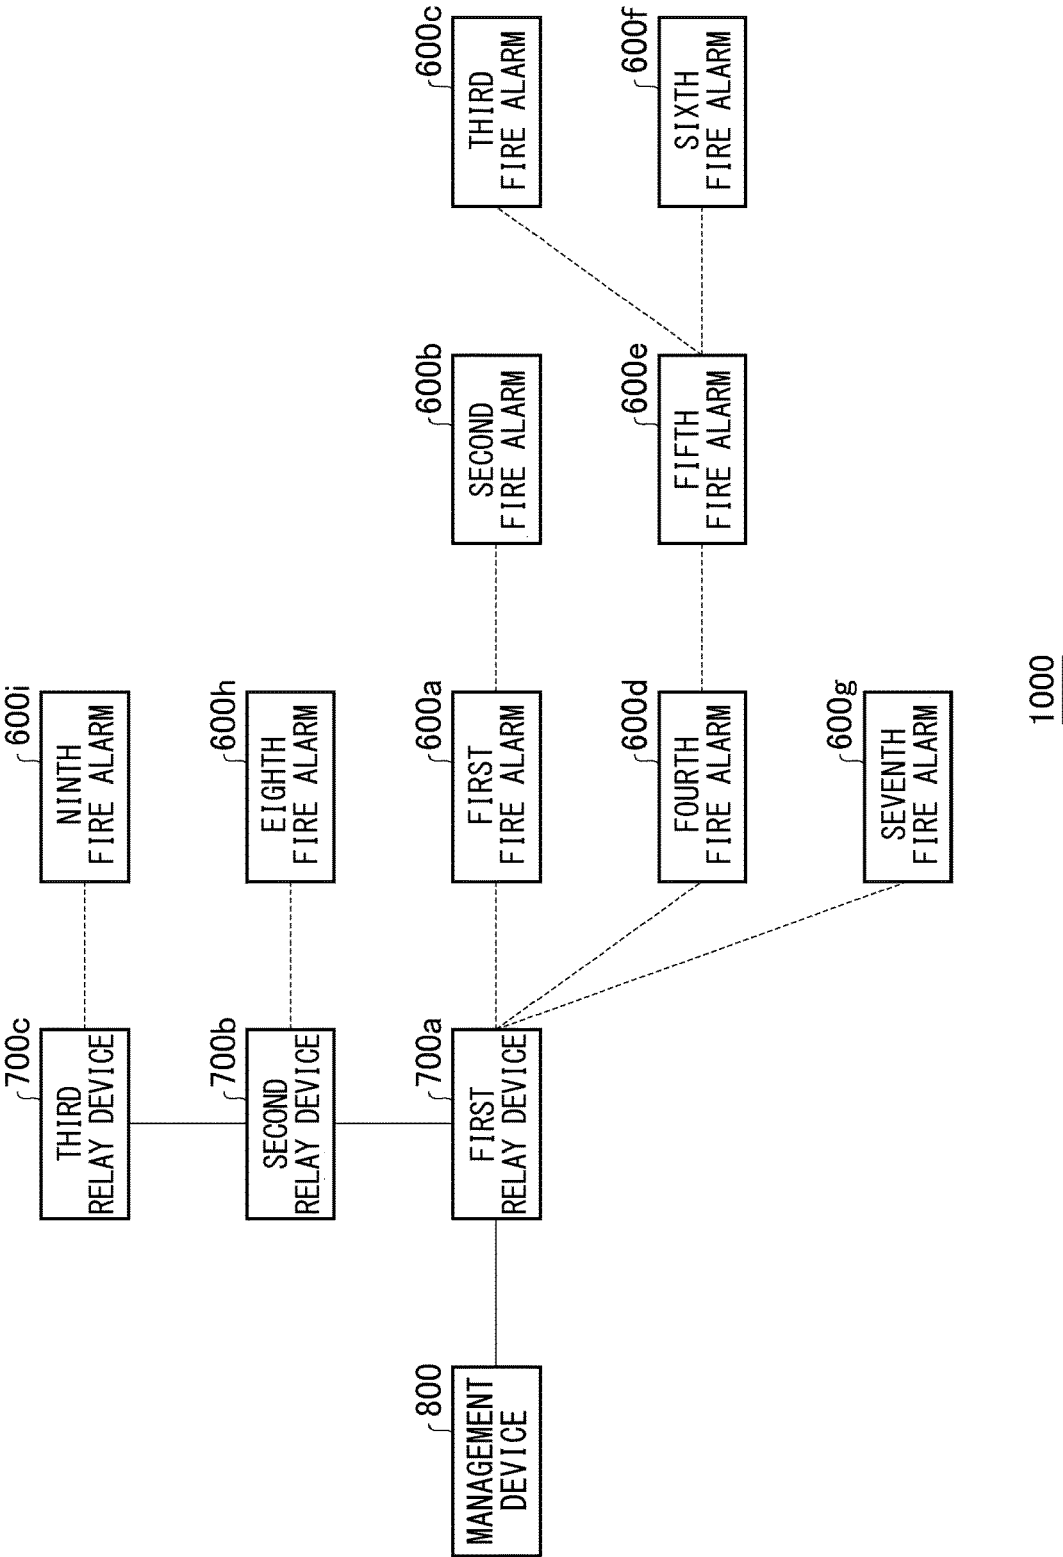 700c
THIRD
RELAY DEVICE
600i
NINTH
FIRE ALARM
700b
SECOND
RELAY DEVICE
600h
EIGHTH
FIRE ALARM
800
MANAGEMENT
DEVICE
700a
FIRST
RELAY DEVICE
600a
FIRST
FIRE ALARM
600b
SECOND
FIRE ALARM
600c
THIRD
FIRE ALARM
600d
FOURTH
FIRE ALARM
600e
FIFTH
FIRE ALARM
600f
SIXTH
FIRE ALARM
600g
SEVENTH
FIRE ALARM
1000